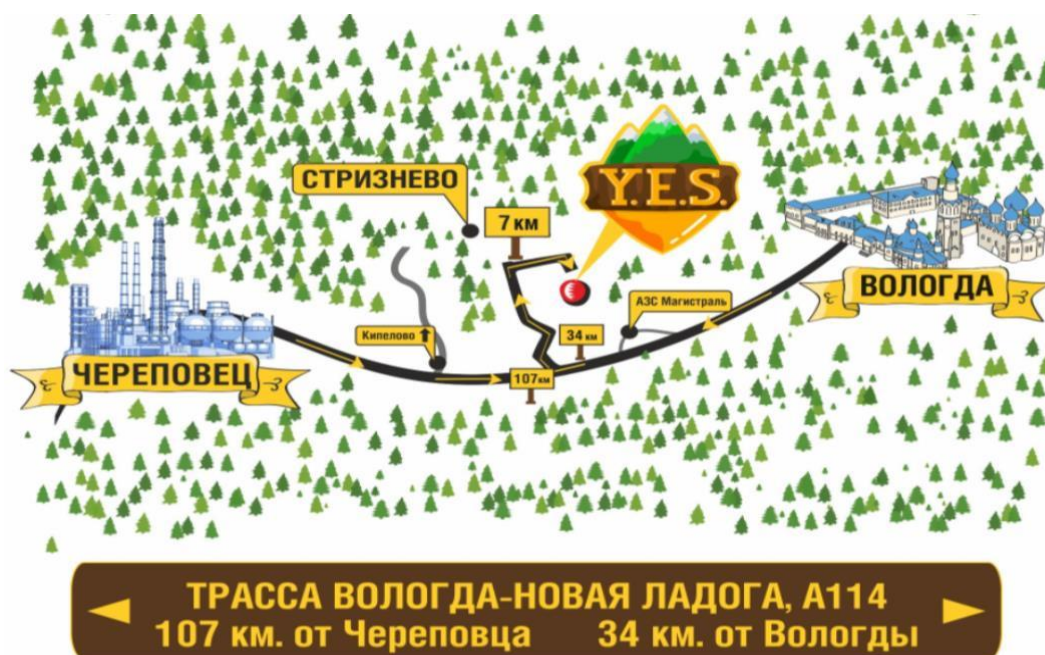 СТРИЗНЕВО
7 км
Y.E.S.
ВОЛОГДА
АЗС Магистраль
Кипелово
34 км
107км
ЧЕРЕПОВЕЦ
ТРАССА ВОЛОГДА-НОВАЯ ЛАДОГА, А114
107 км. от Череповца 34 км. от Вологды